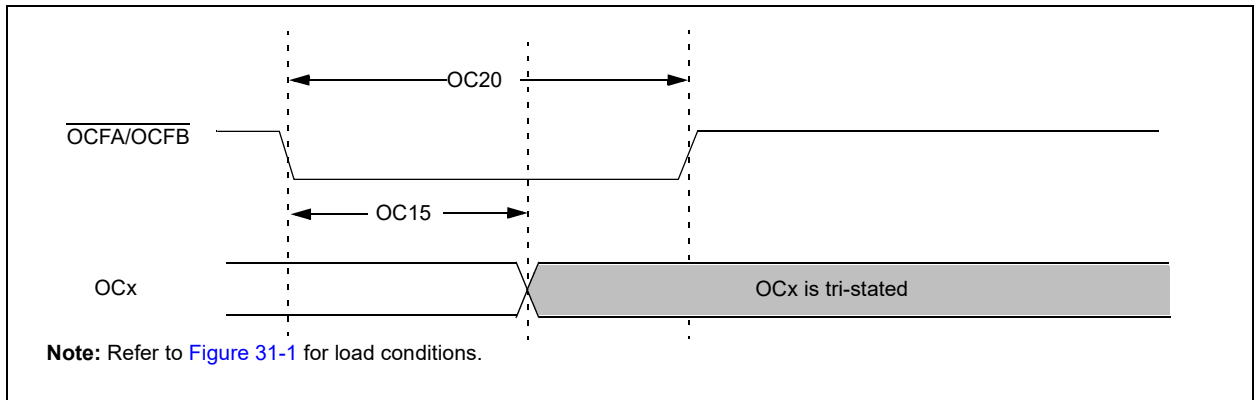 OC20
OCFA/OCFB
OC15
OCx
OCx is tri-stated
Note: Refer to Figure 31-1 for load conditions.